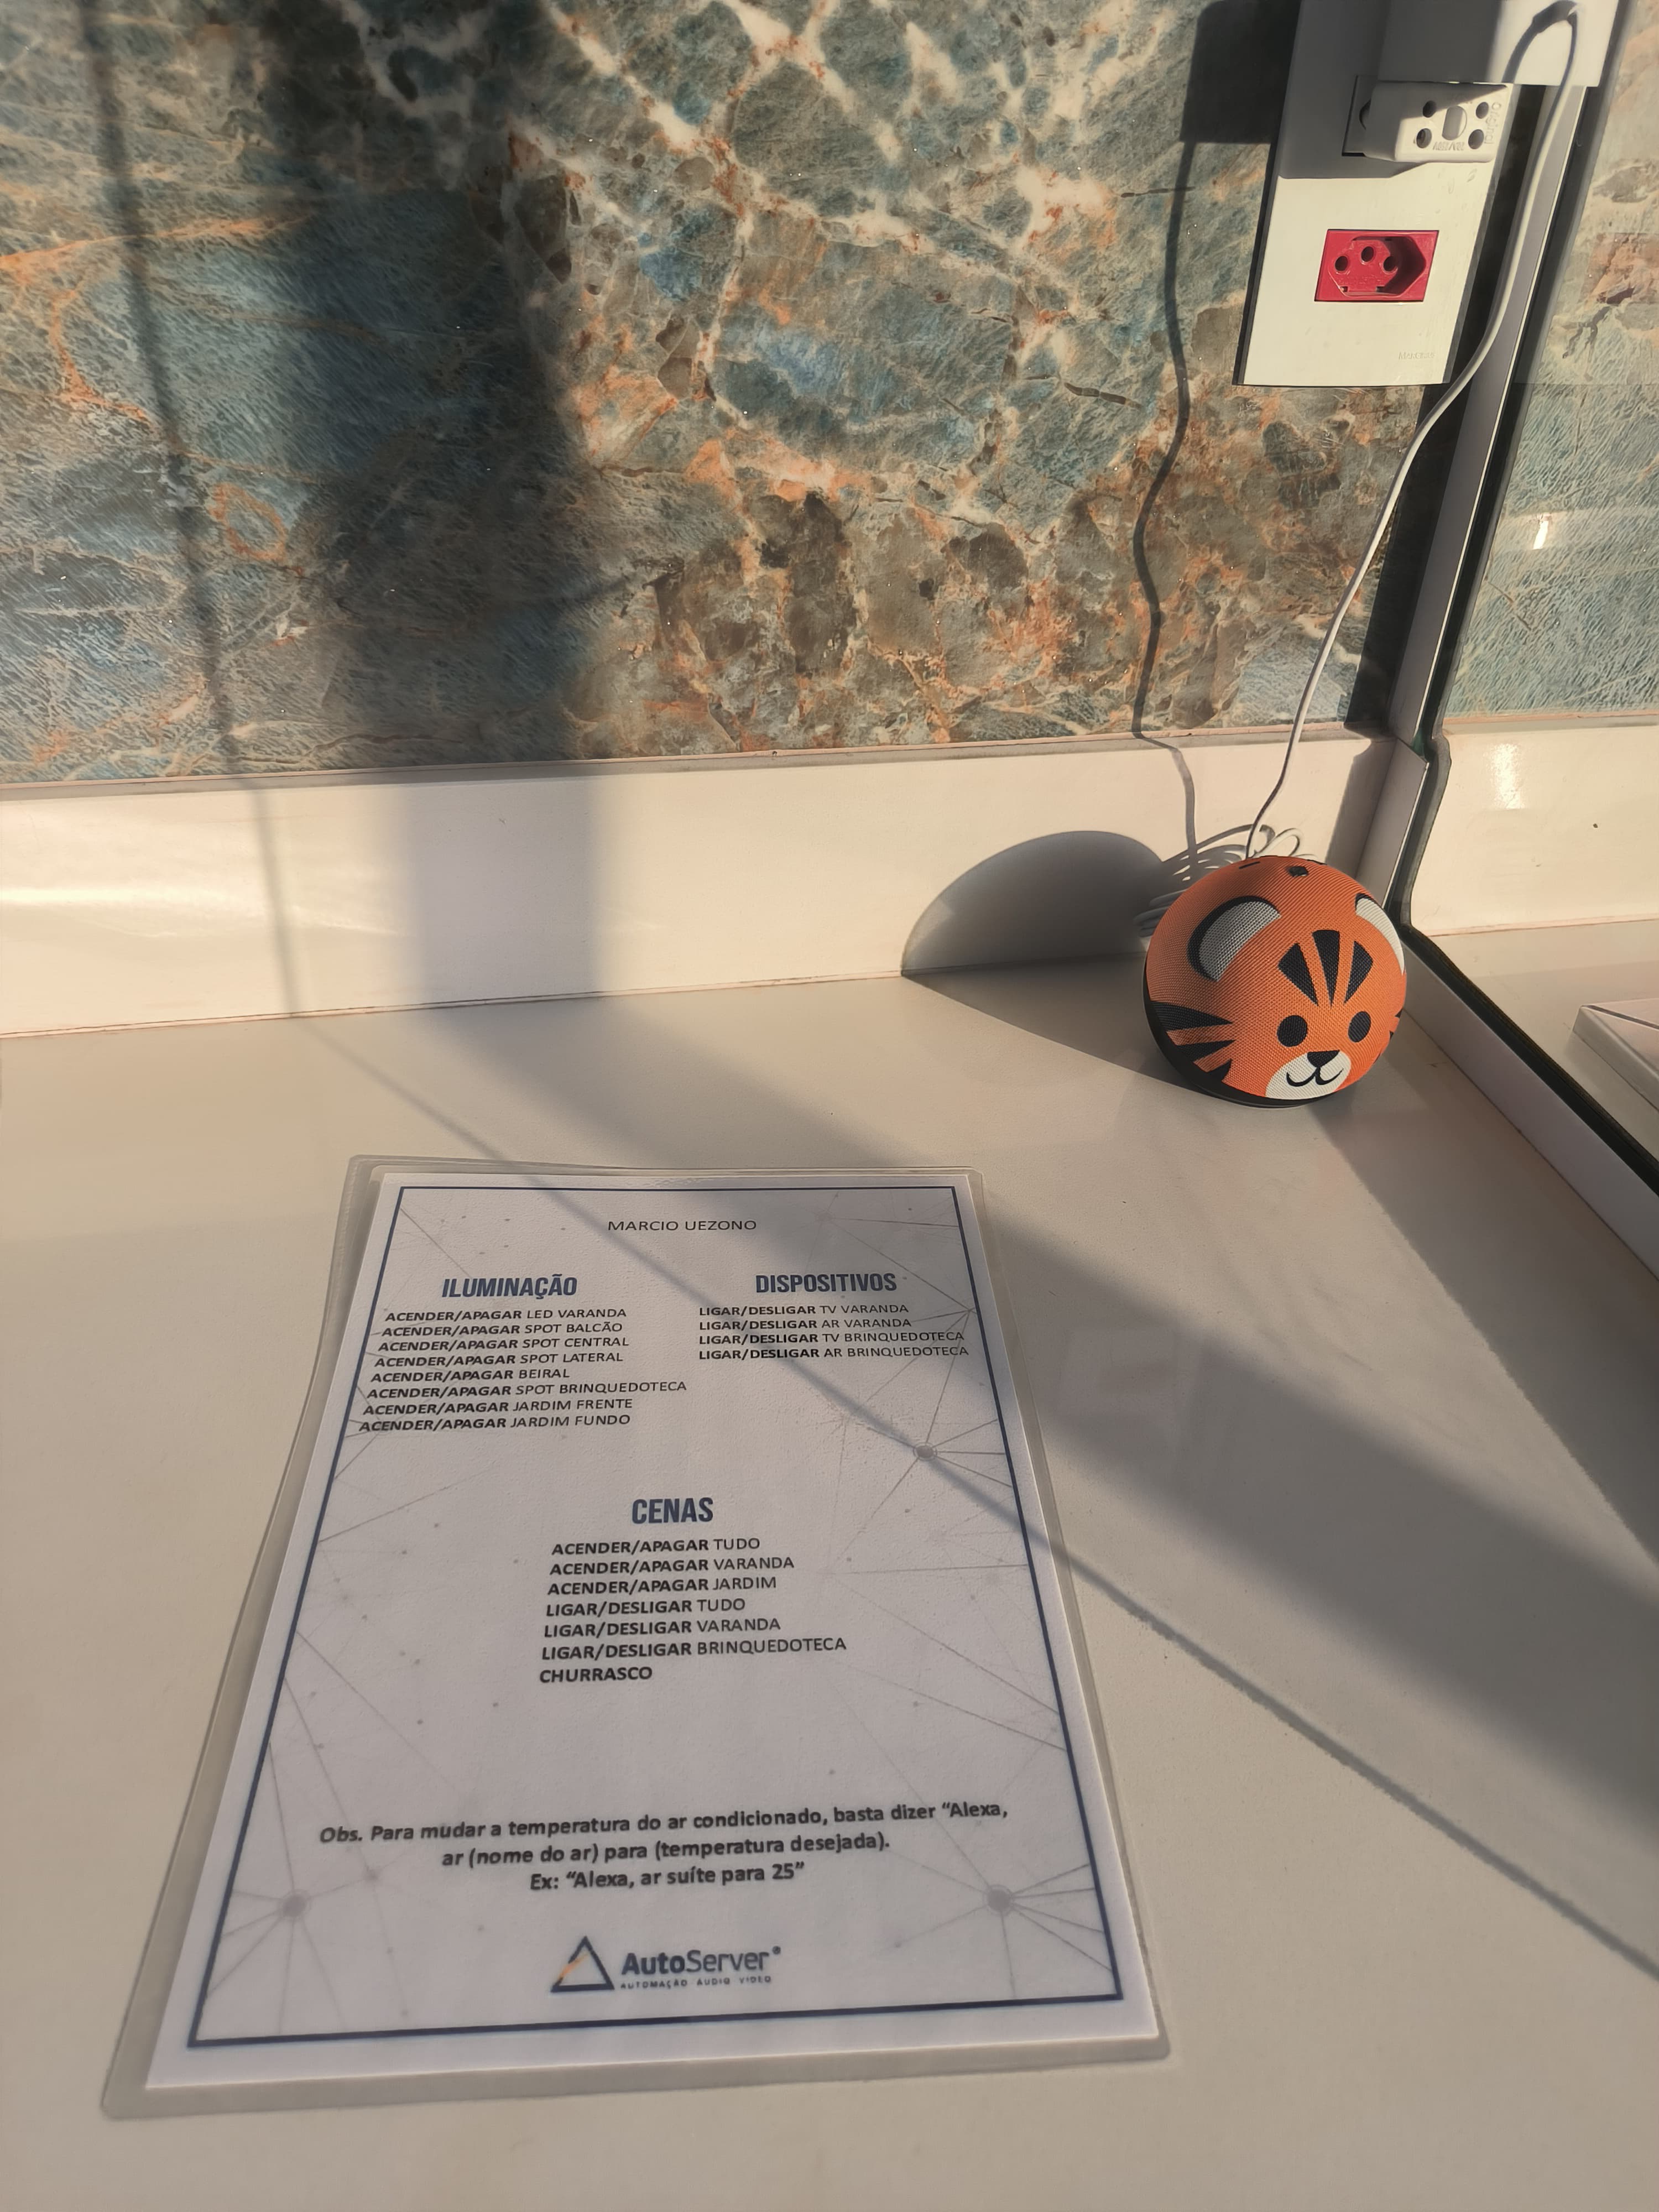 MARCIO UEZONO
ILUMINAÇÃO
ACENDER/APAGAR LED VARANDA
ACENDER/APAGAR SPOT BALCÃO
ACENDER/APAGAR SPOT CENTRAL
ACENDER/APAGAR SPOT LATERAL
ACENDER/APAGAR BEIRAL
ACENDER/APAGAR SPOT BRINQUEDOTECA
ACENDER/APAGAR JARDIM FRENTE
ACENDER/APAGAR JARDIM FUNDO
DISPOSITIVOS
LIGAR/DESLIGAR TV VARANDA
LIGAR/DESLIGAR AR VARANDA
LIGAR/DESLIGAR TV BRINQUEDOTECA
LIGAR/DESLIGAR AR BRINQUEDOTECA
CENAS
ACENDER/APAGAR TUDO
ACENDER/APAGAR VARANDA
ACENDER/APAGAR JARDIM
LIGAR/DESLIGAR TUDO
LIGAR/DESLIGAR VARANDA
LIGAR/DESLIGAR BRINQUEDOTECA
CHURRASCO
Obs. Para mudar a temperatura do ar condicionado, basta dizer “Alexa,
ar (nome do ar) para (temperatura desejada).
Ex: “Alexa, ar suíte para 25”
AutoServer®
AUTOMAÇÃO ÁUDIO VÍDEO